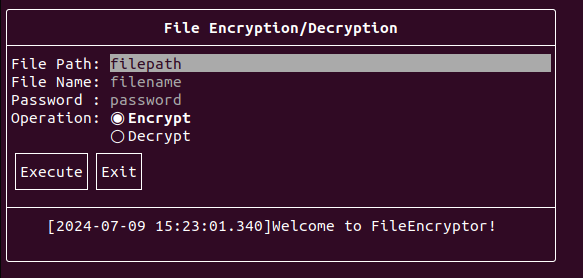 File Encryption/Decryption
File Path: filepath
File Name: filename
Password : password
Operation: ◉ Encrypt
○ Decrypt
Execute Exit
[2024-07-09 15:23:01.340]Welcome to FileEncryptor!